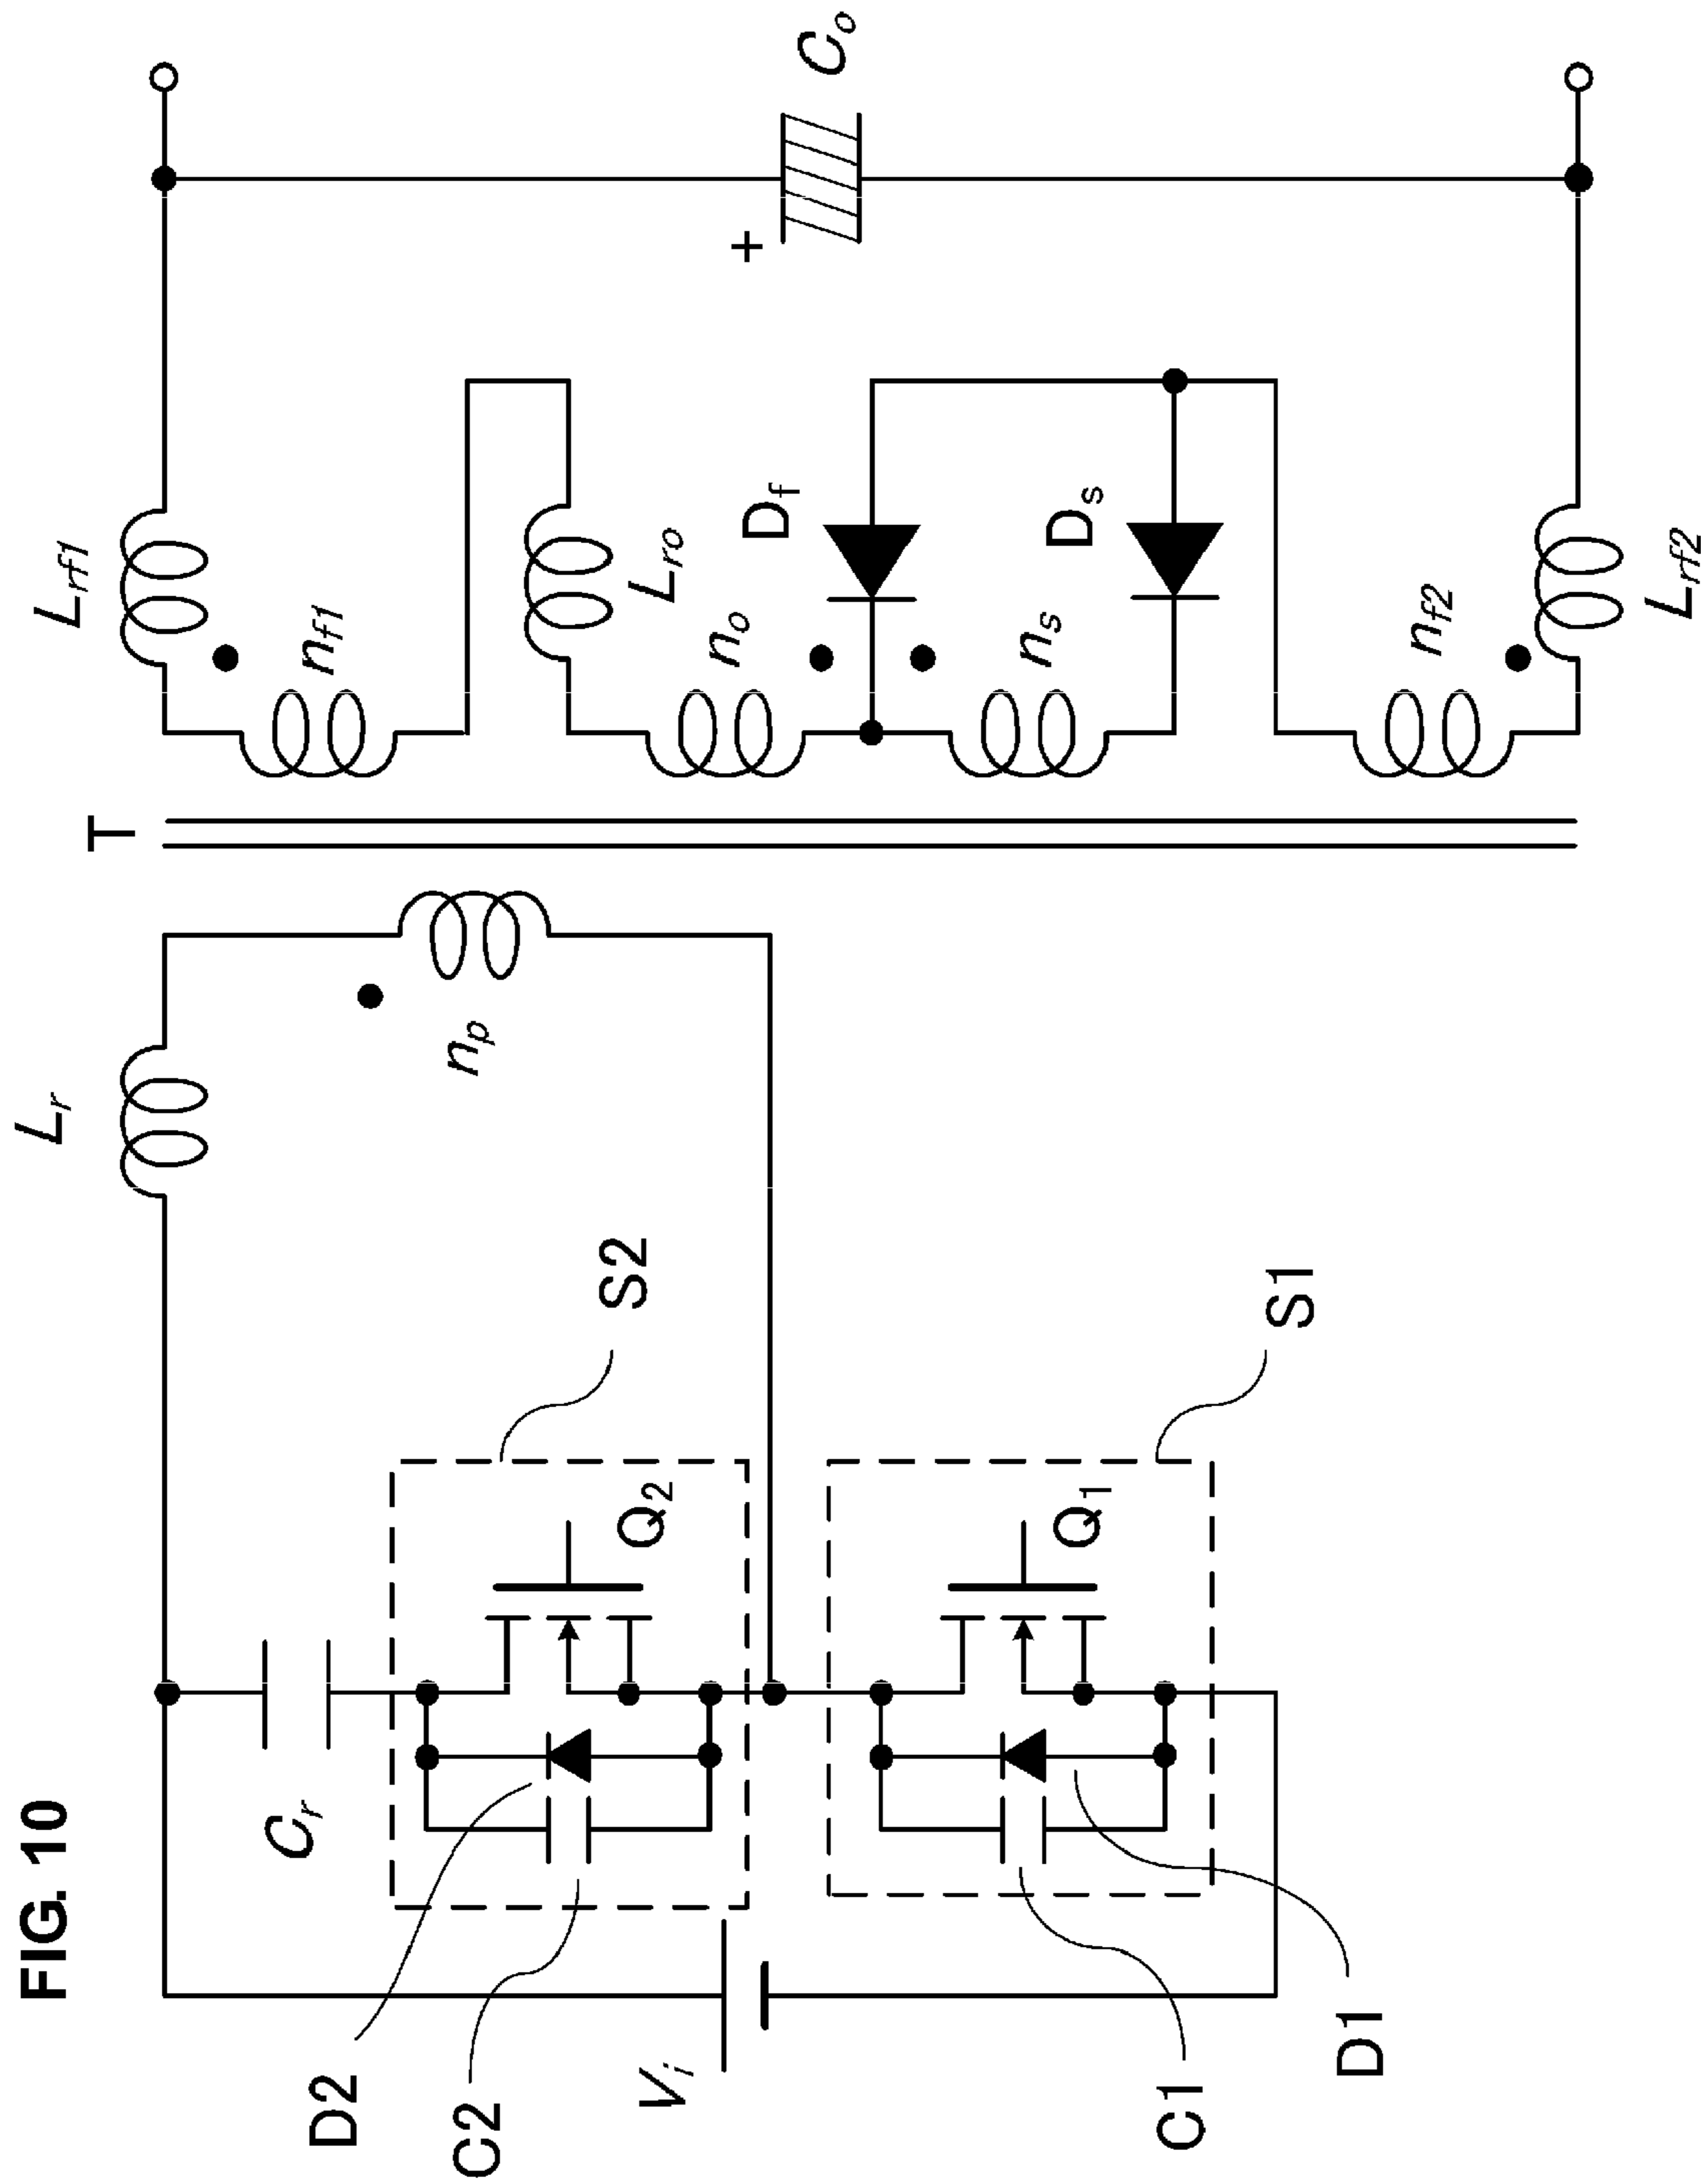 FIG. 10
T
Lr
np
Lrf1
nf1
Lro
no
Df
Ds
ns
nf2
Lrf2
+
Co
Cr
S2
Q2
D2
C2
Vi
S1
Q1
C1
D1